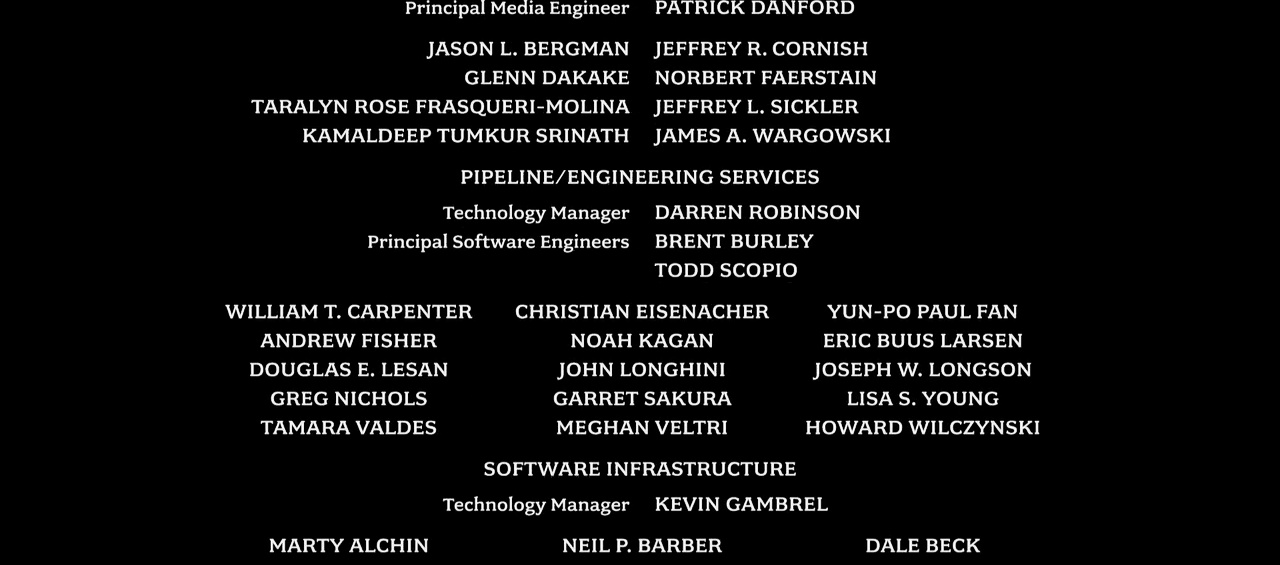 Principal Media Engineer PATRICK DANFORD
JASON L. BERGMAN JEFFREY R. CORNISH
GLENN DAKAKE NORBERT FAERSTAIN
TARALYN ROSE FRASQUERI-MOLINA JEFFREY L. SICKLER
KAMALDEEP TUMKUR SRINATH JAMES A. WARGOWSKI
PIPELINE/ENGINEERING SERVICES
Technology Manager DARREN ROBINSON
Principal Software Engineers BRENT BURLEY
TODD SCOPIO
WILLIAM T. CARPENTER CHRISTIAN EISENACHER YUN-PO PAUL FAN
ANDREW FISHER NOAH KAGAN ERIC BUUS LARSEN
DOUGLAS E. LESAN JOHN LONGHINI JOSEPH W. LONGSON
GREG NICHOLS GARRET SAKURA LISA S. YOUNG
TAMARA VALDES MEGHAN VELTRI HOWARD WILCZYNSKI
SOFTWARE INFRASTRUCTURE
Technology Manager KEVIN GAMBREL
MARTY ALCHIN NEIL P. BARBER DALE BECK